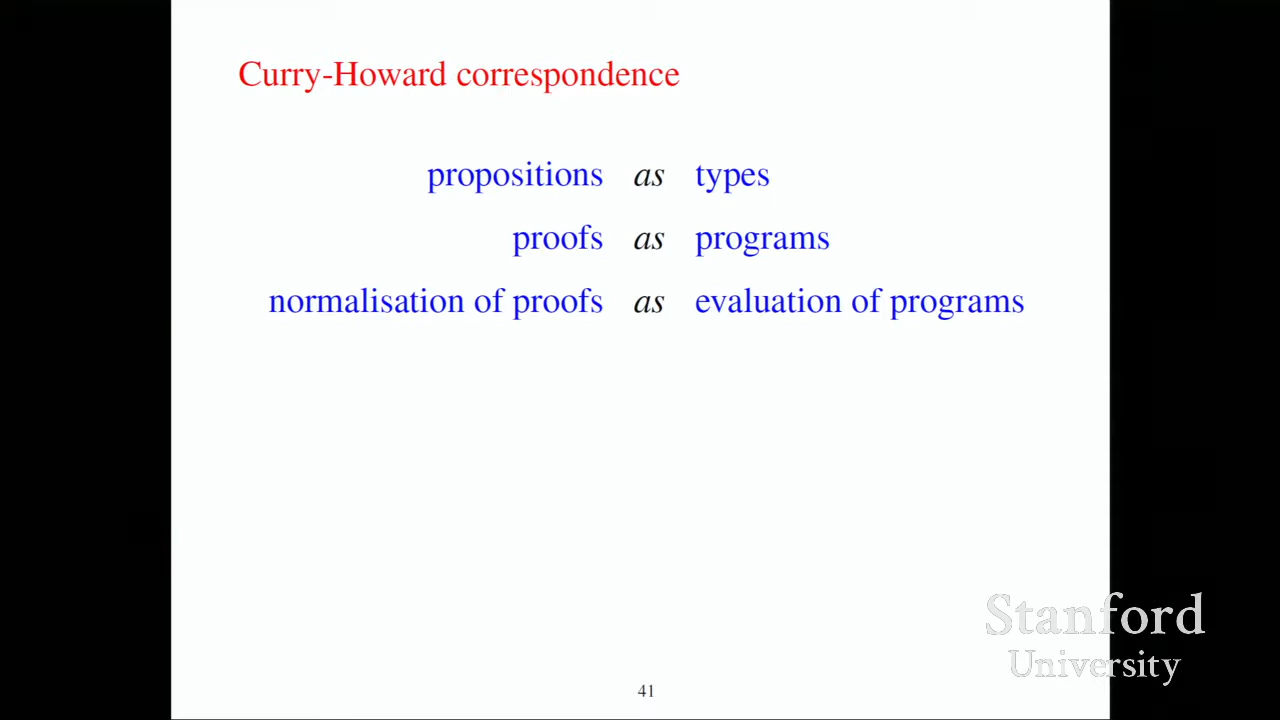 Curry-Howard correspondence
propositions as types
proofs as programs
normalisation of proofs as evaluation of programs
Stanford
University
41